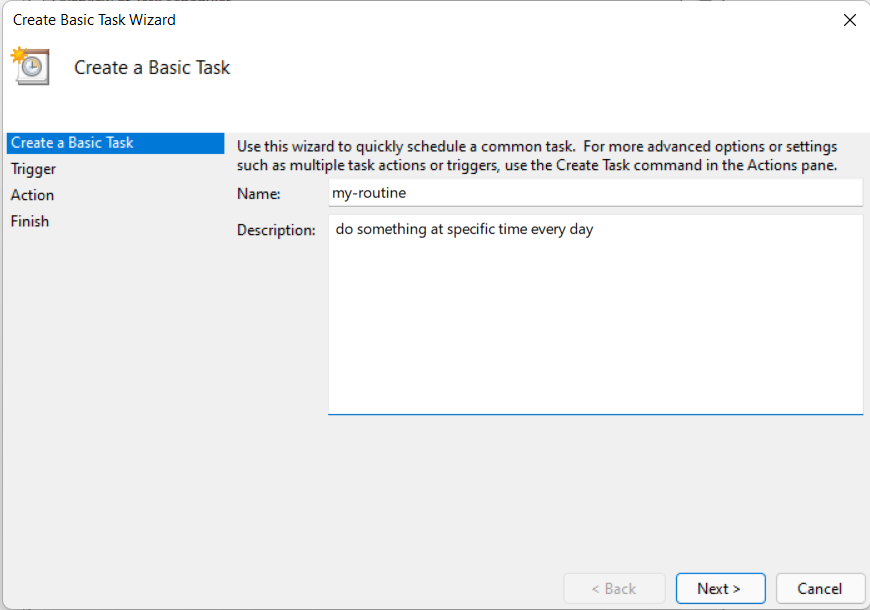 Create Basic Task Wizard
Create a Basic Task
Create a Basic Task
Trigger
Action
Finish
Use this wizard to quickly schedule a common task.  For more advanced options or settings
such as multiple task actions or triggers, use the Create Task command in the Actions pane.
Name:
my-routine
Description:
do something at specific time every day
< Back
Next >
Cancel